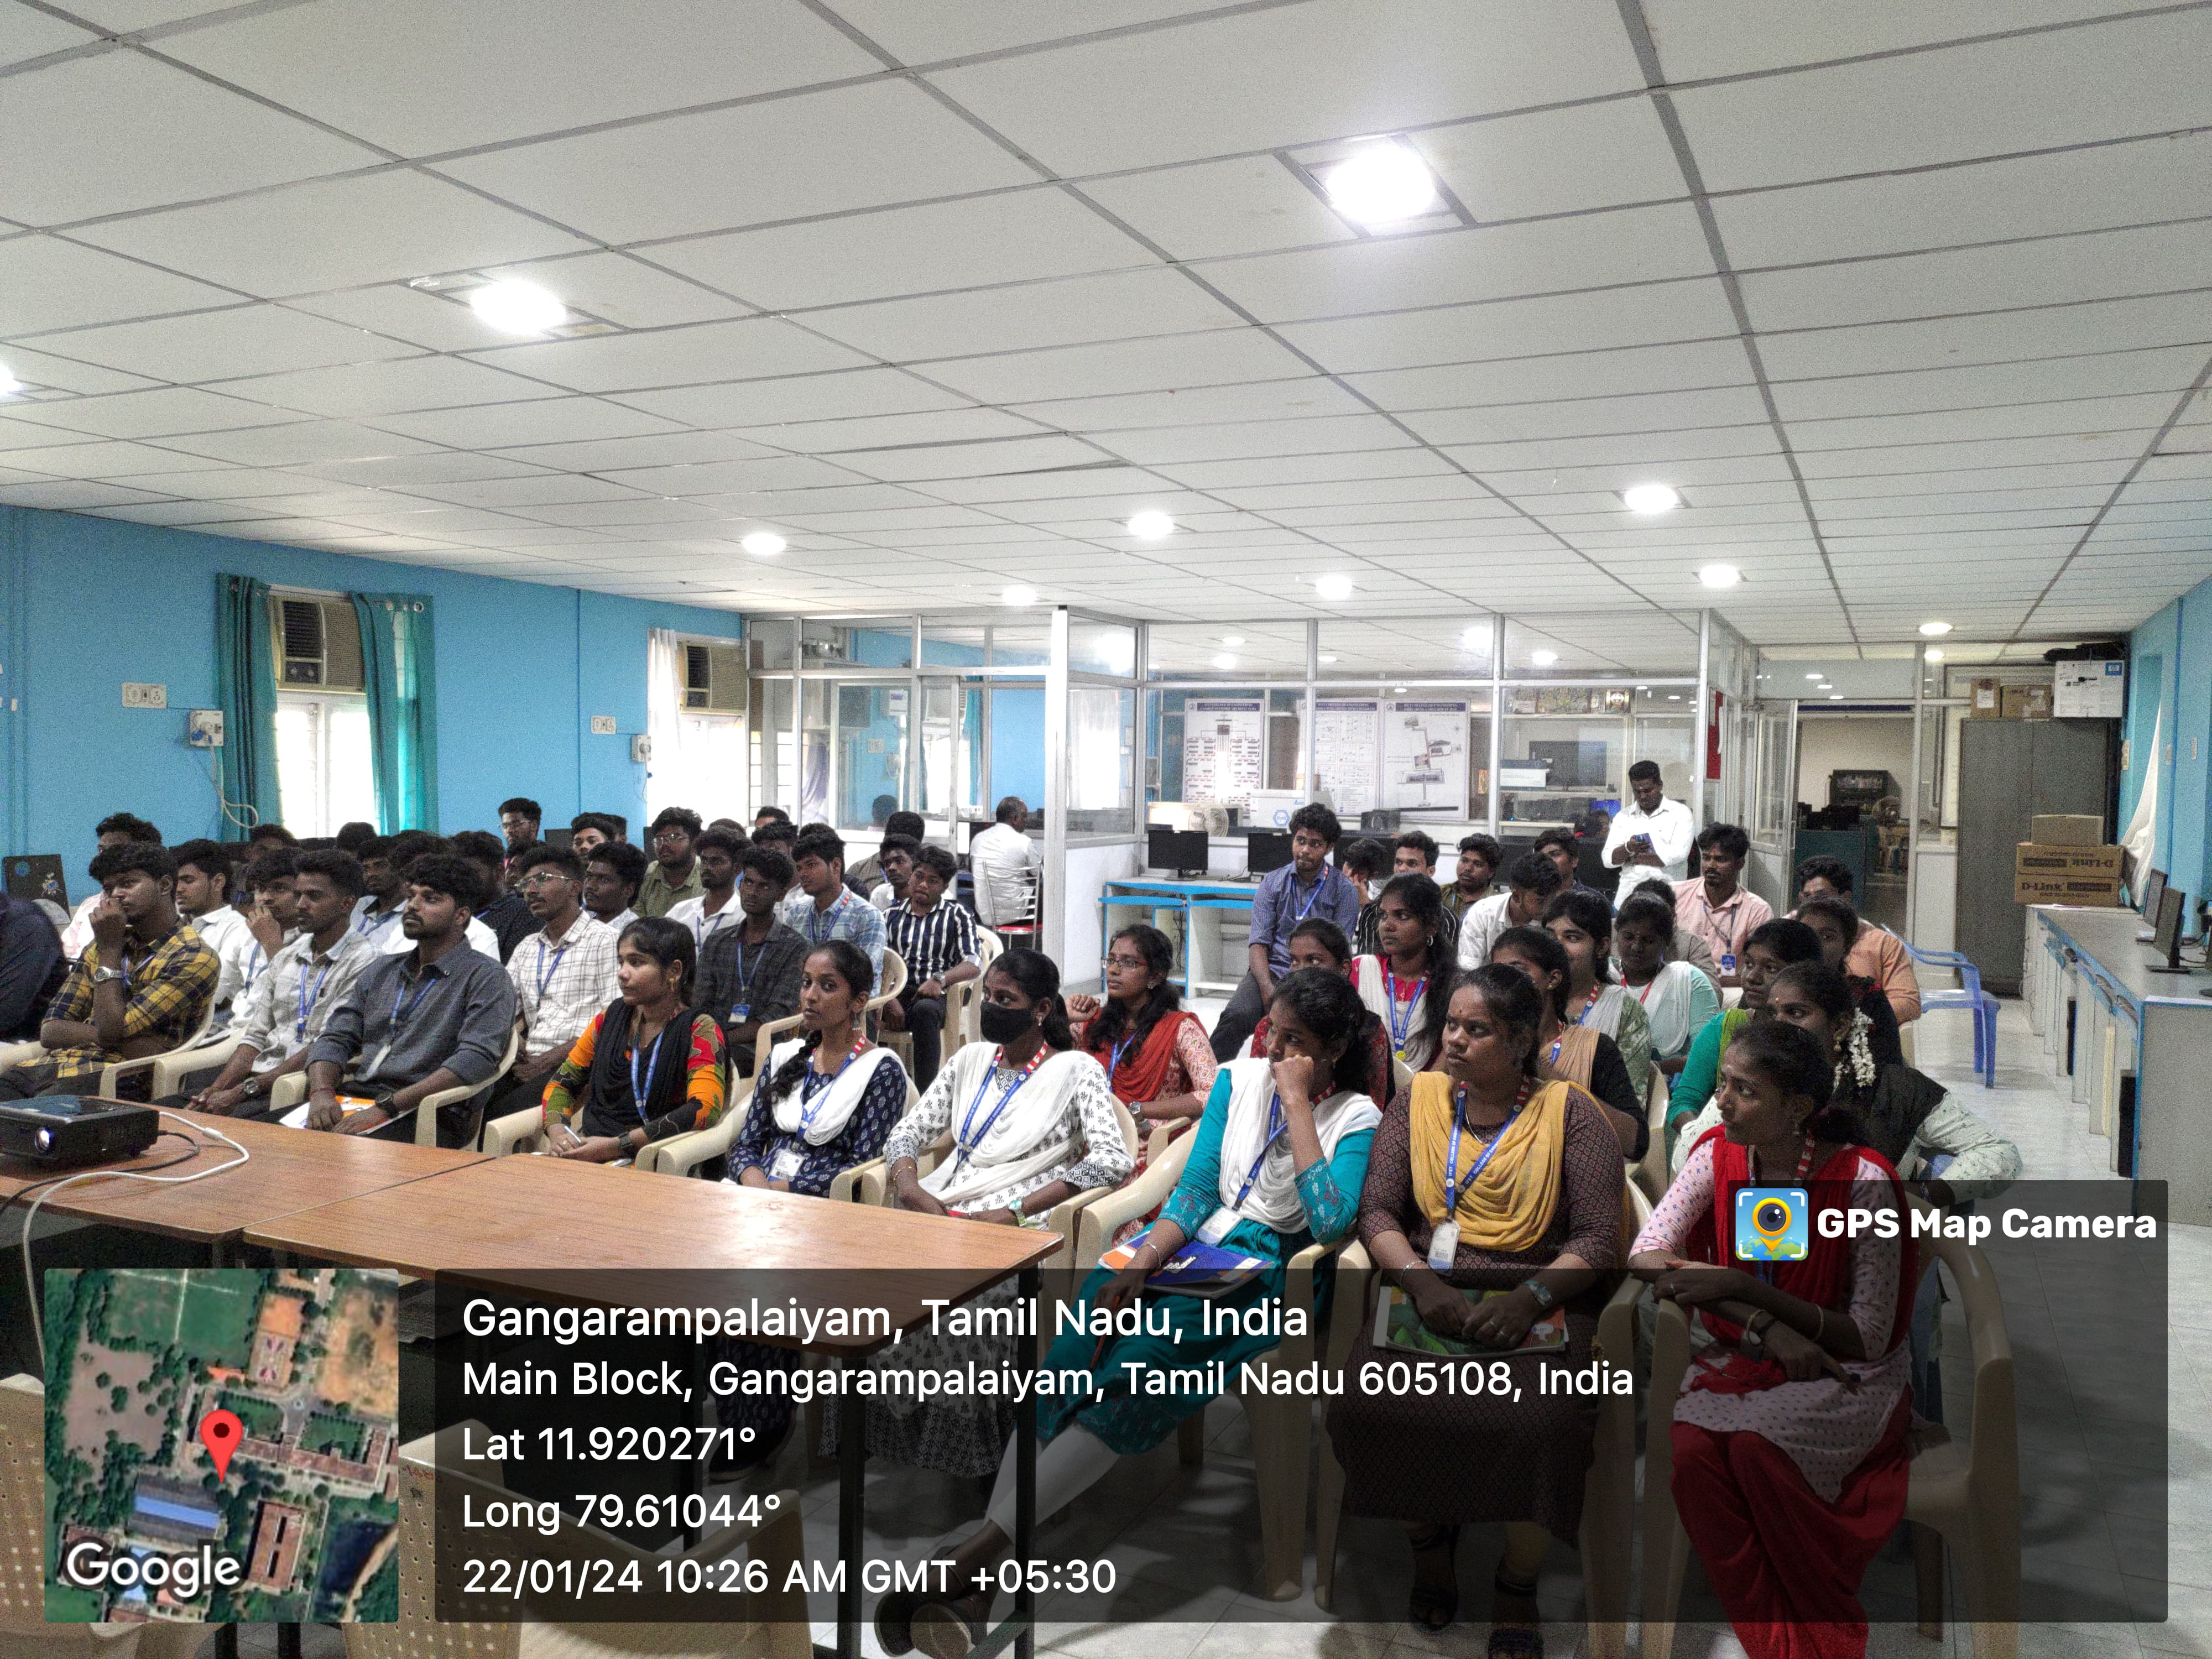 D-Link
D-Link
GPS Map Camera
Gangarampalaiyam, Tamil Nadu, India
Main Block, Gangarampalaiyam, Tamil Nadu 605108, India
Lat 11.920271°
Long 79.61044°
22/01/24 10:26 AM GMT +05:30
Google